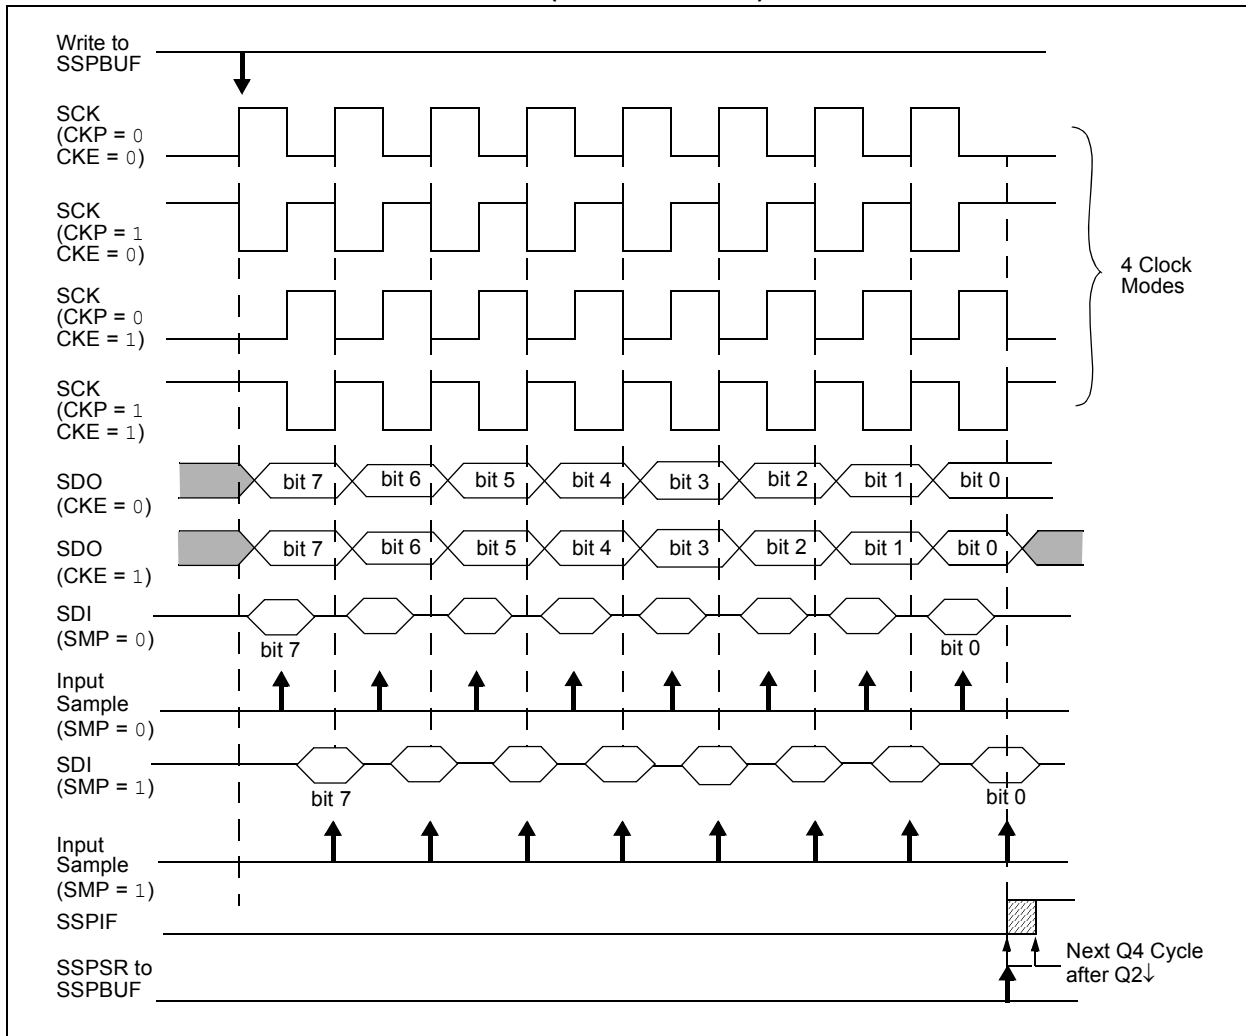 Write to
SSPBUF
SCK
(CKP = 0
CKE = 0)
SCK
(CKP = 1
CKE = 0)
SCK
(CKP = 0
CKE = 1)
SCK
(CKP = 1
CKE = 1)
4 Clock
Modes
SDO
(CKE = 0)
bit 7 bit 6 bit 5 bit 4 bit 3 bit 2 bit 1 bit 0
SDO
(CKE = 1)
bit 7 bit 6 bit 5 bit 4 bit 3 bit 2 bit 1 bit 0
SDI
(SMP = 0)
bit 7 bit 0
Input
Sample
(SMP = 0)
SDI
(SMP = 1)
bit 7 bit 0
Input
Sample
(SMP = 1)
SSPIF
Next Q4 Cycle
after Q2↓
SSPSR to
SSPBUF